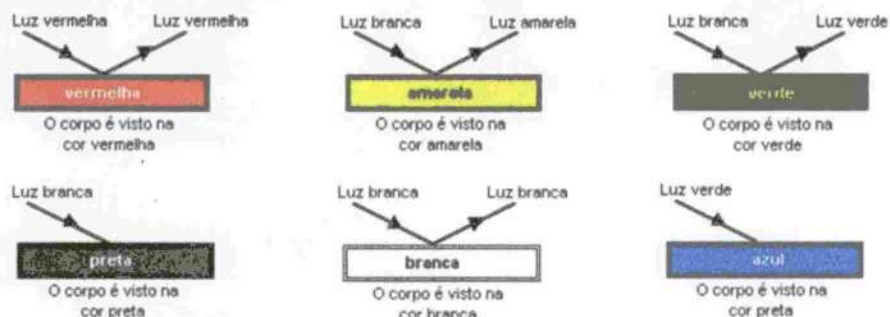 Luz vermelha Luz vermelha
vermelha
O corpo é visto na
cor vermelha
Luz branca Luz amarela
amarela
O corpo é visto na
cor amarela
Luz branca Luz verde
verde
O corpo é visto na
cor verde
Luz branca
preta
O corpo é visto na
cor preta
Luz branca Luz branca
branca
O corpo é visto na
cor branca
Luz verde
azul
O corpo é visto na
cor preta